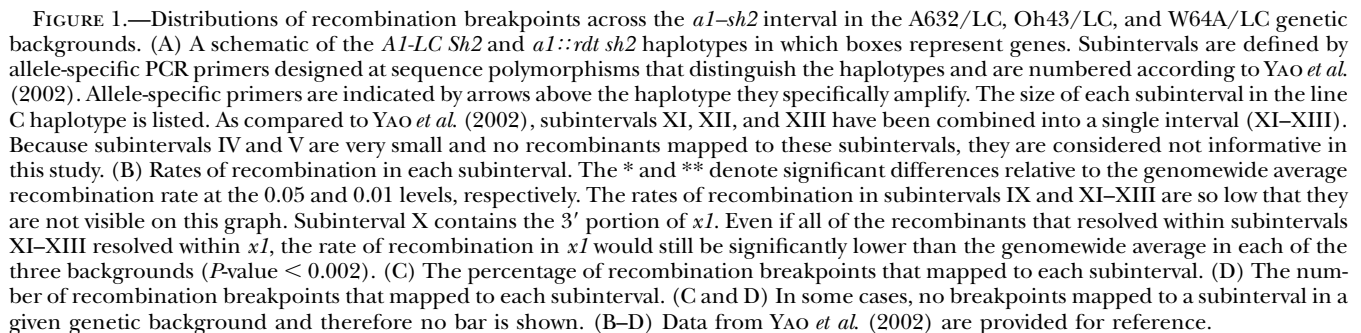 FIGURE 1.—Distributions of recombination breakpoints across the a1–sh2 interval in the A632/LC, Oh43/LC, and W64A/LC genetic
backgrounds. (A) A schematic of the A1-LC Sh2 and a1::rdt sh2 haplotypes in which boxes represent genes. Subintervals are defined by
allele-specific PCR primers designed at sequence polymorphisms that distinguish the haplotypes and are numbered according to YAO et al.
(2002). Allele-specific primers are indicated by arrows above the haplotype they specifically amplify. The size of each subinterval in the line
C haplotype is listed. As compared to YAO et al. (2002), subintervals XI, XII, and XIII have been combined into a single interval (XI–XIII).
Because subintervals IV and V are very small and no recombinants mapped to these subintervals, they are considered not informative in
this study. (B) Rates of recombination in each subinterval. The * and ** denote significant differences relative to the genomewide average
recombination rate at the 0.05 and 0.01 levels, respectively. The rates of recombination in subintervals IX and XI–XIII are so low that they
are not visible on this graph. Subinterval X contains the 3′ portion of x1. Even if all of the recombinants that resolved within subintervals
XI–XIII resolved within x1, the rate of recombination in x1 would still be significantly lower than the genomewide average in each of the
three backgrounds (P-value < 0.002). (C) The percentage of recombination breakpoints that mapped to each subinterval. (D) The num-
ber of recombination breakpoints that mapped to each subinterval. (C and D) In some cases, no breakpoints mapped to a subinterval in a
given genetic background and therefore no bar is shown. (B–D) Data from YAO et al. (2002) are provided for reference.